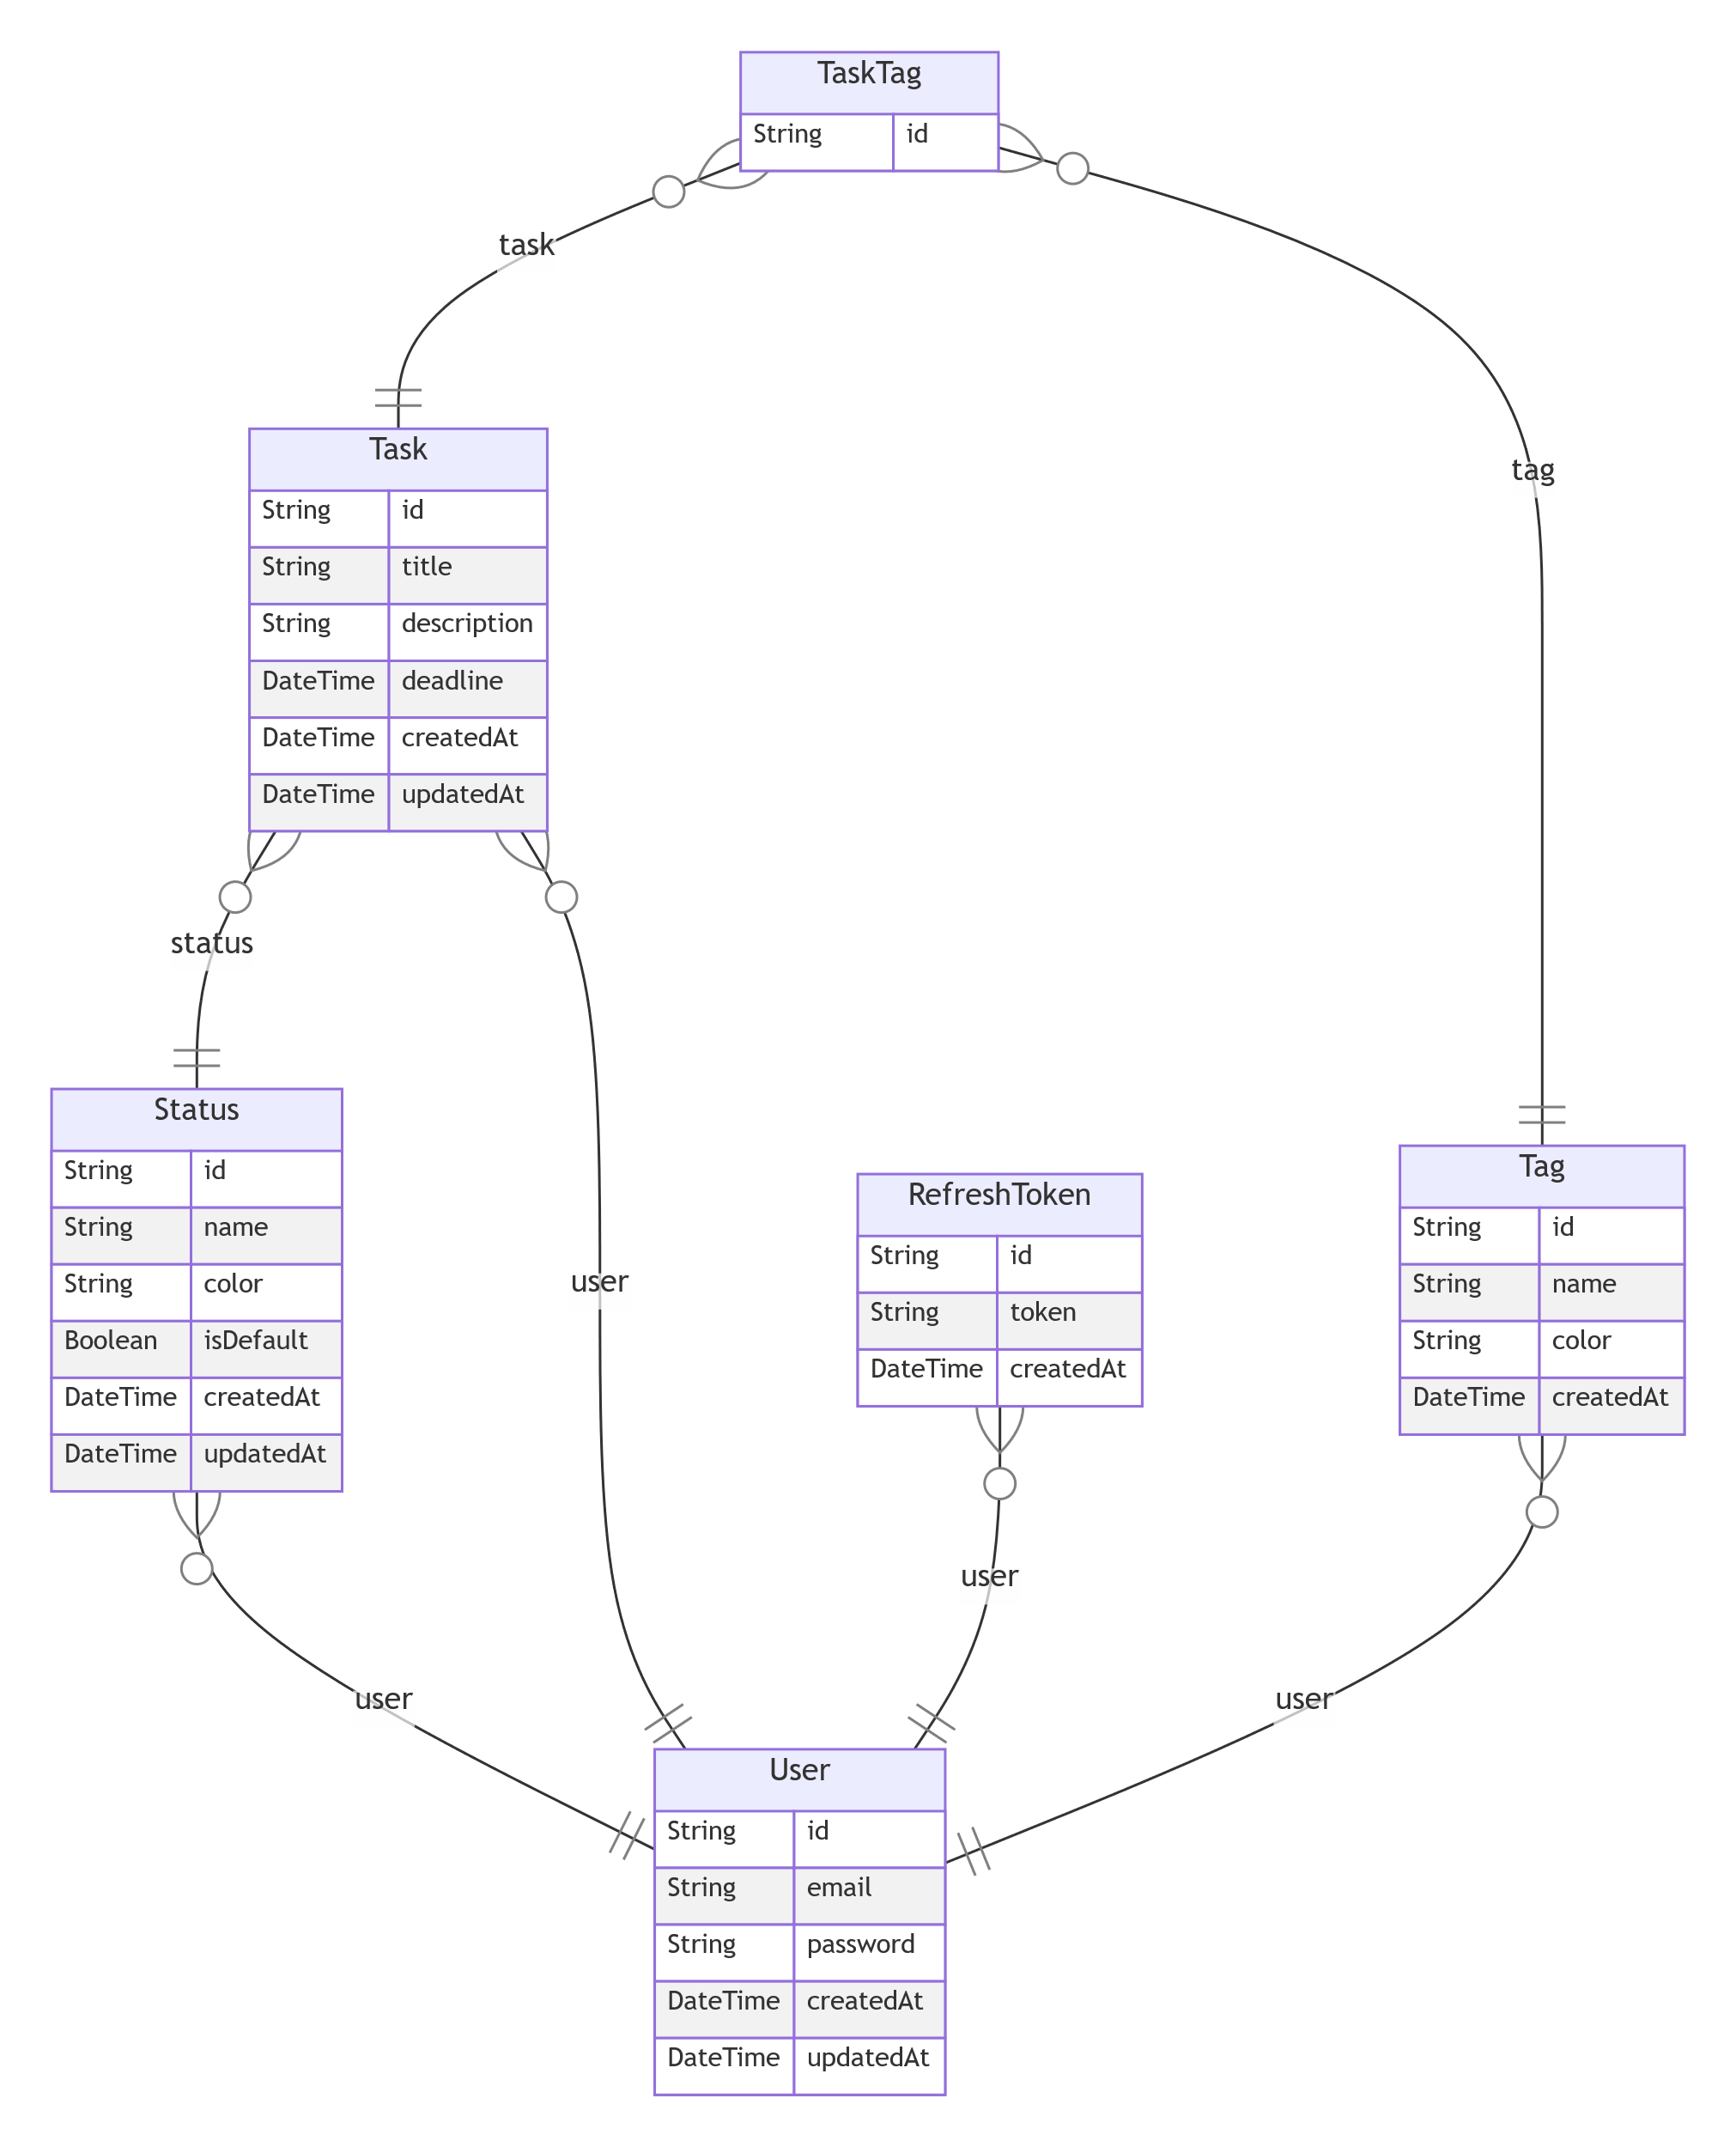 TaskTag
String id
task
tag
Task
String id
String title
String description
DateTime deadline
DateTime createdAt
DateTime updatedAt
status
user
Status
String id
String name
String color
Boolean isDefault
DateTime createdAt
DateTime updatedAt
RefreshToken
String id
String token
DateTime createdAt
Tag
String id
String name
String color
DateTime createdAt
user
user
user
User
String id
String email
String password
DateTime createdAt
DateTime updatedAt